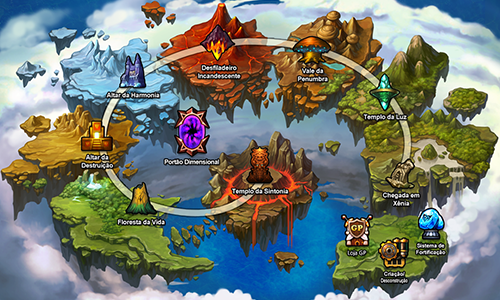 Desfiladeiro
Incandescente
Vale da
Penumbra
Altar da Harmonia
Templo da Luz
Altar da
Destruição
Portão Dimensional
Templo da Sintonia
Chegada em
Xênia
Floresta da Vida
GP
Loja GP
Sistema de
Fortificação
Criação/
Desconstrução